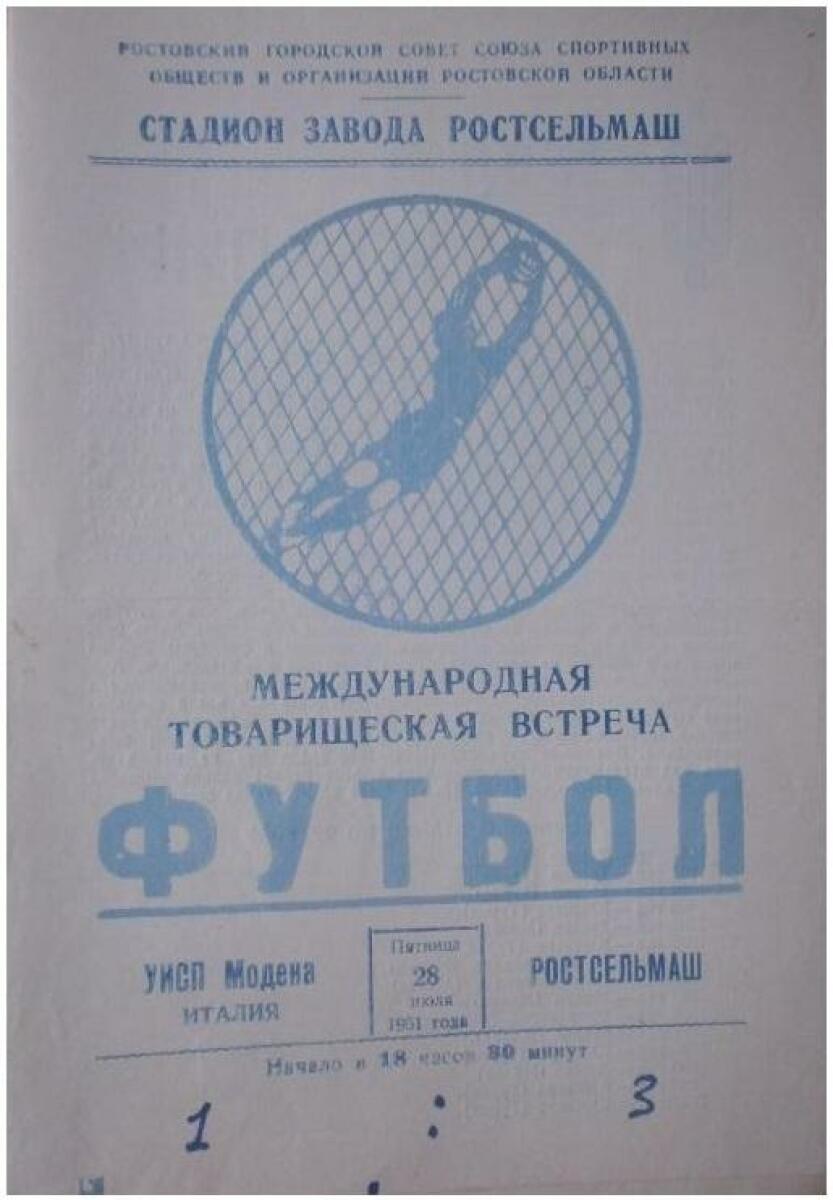 РОСТОВСКИЙ ГОРОДСКОЙ СОВЕТ СОЮЗА СПОРТИВНЫХ
ОБЩЕСТВ И ОРГАНИЗАЦИЙ РОСТОВСКОЙ ОБЛАСТИ
СТАДИОН ЗАВОДА РОСТСЕЛЬМАШ
МЕЖДУНАРОДНАЯ
ТОВАРИЩЕСКАЯ ВСТРЕЧА
ФУТБОЛ
УИСП Модена
ИТАЛИЯ
Пятница
28
июля
1951 года
РОСТСЕЛЬМАШ
Начало в 18 часов 30 минут
1 : 3